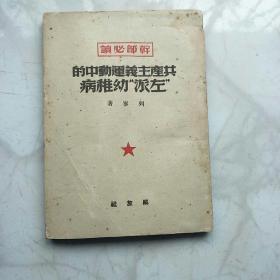 幹部必讀
共產主義運動中的
“左派”幼稚病
列寧 著
解放社